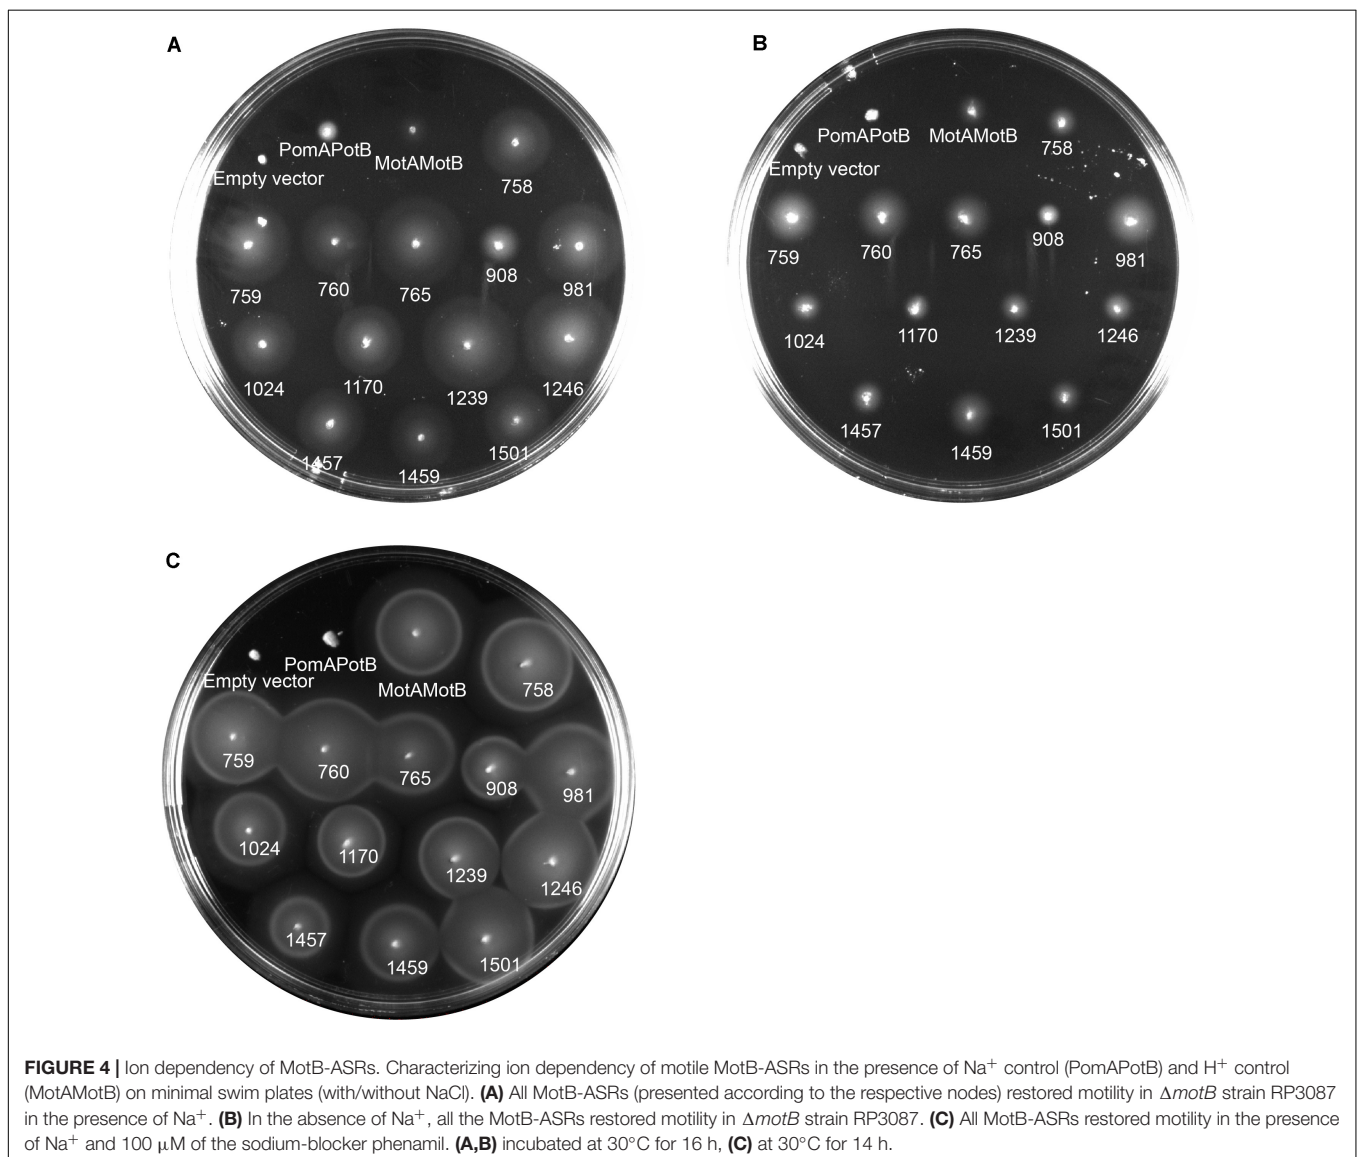 A
PomAPotB
MotAMotB
Empty vector
758
759
760
765
908
981
1024
1170
1239
1246
1457
1459
1501
B
PomAPotB
MotAMotB
758
Empty vector
759
760
765
908
981
1024
1170
1239
1246
1457
1459
1501
C
PomAPotB
Empty vector
MotAMotB
758
759
760
765
908
981
1024
1170
1239
1246
1457
1459
1501
FIGURE 4 | Ion dependency of MotB-ASRs. Characterizing ion dependency of motile MotB-ASRs in the presence of Na⁺ control (PomAPotB) and H⁺ control
(MotAMotB) on minimal swim plates (with/without NaCl). (A) All MotB-ASRs (presented according to the respective nodes) restored motility in ΔmotB strain RP3087
in the presence of Na⁺. (B) In the absence of Na⁺, all the MotB-ASRs restored motility in ΔmotB strain RP3087. (C) All MotB-ASRs restored motility in the presence
of Na⁺ and 100 μM of the sodium-blocker phenamil. (A,B) incubated at 30°C for 16 h, (C) at 30°C for 14 h.